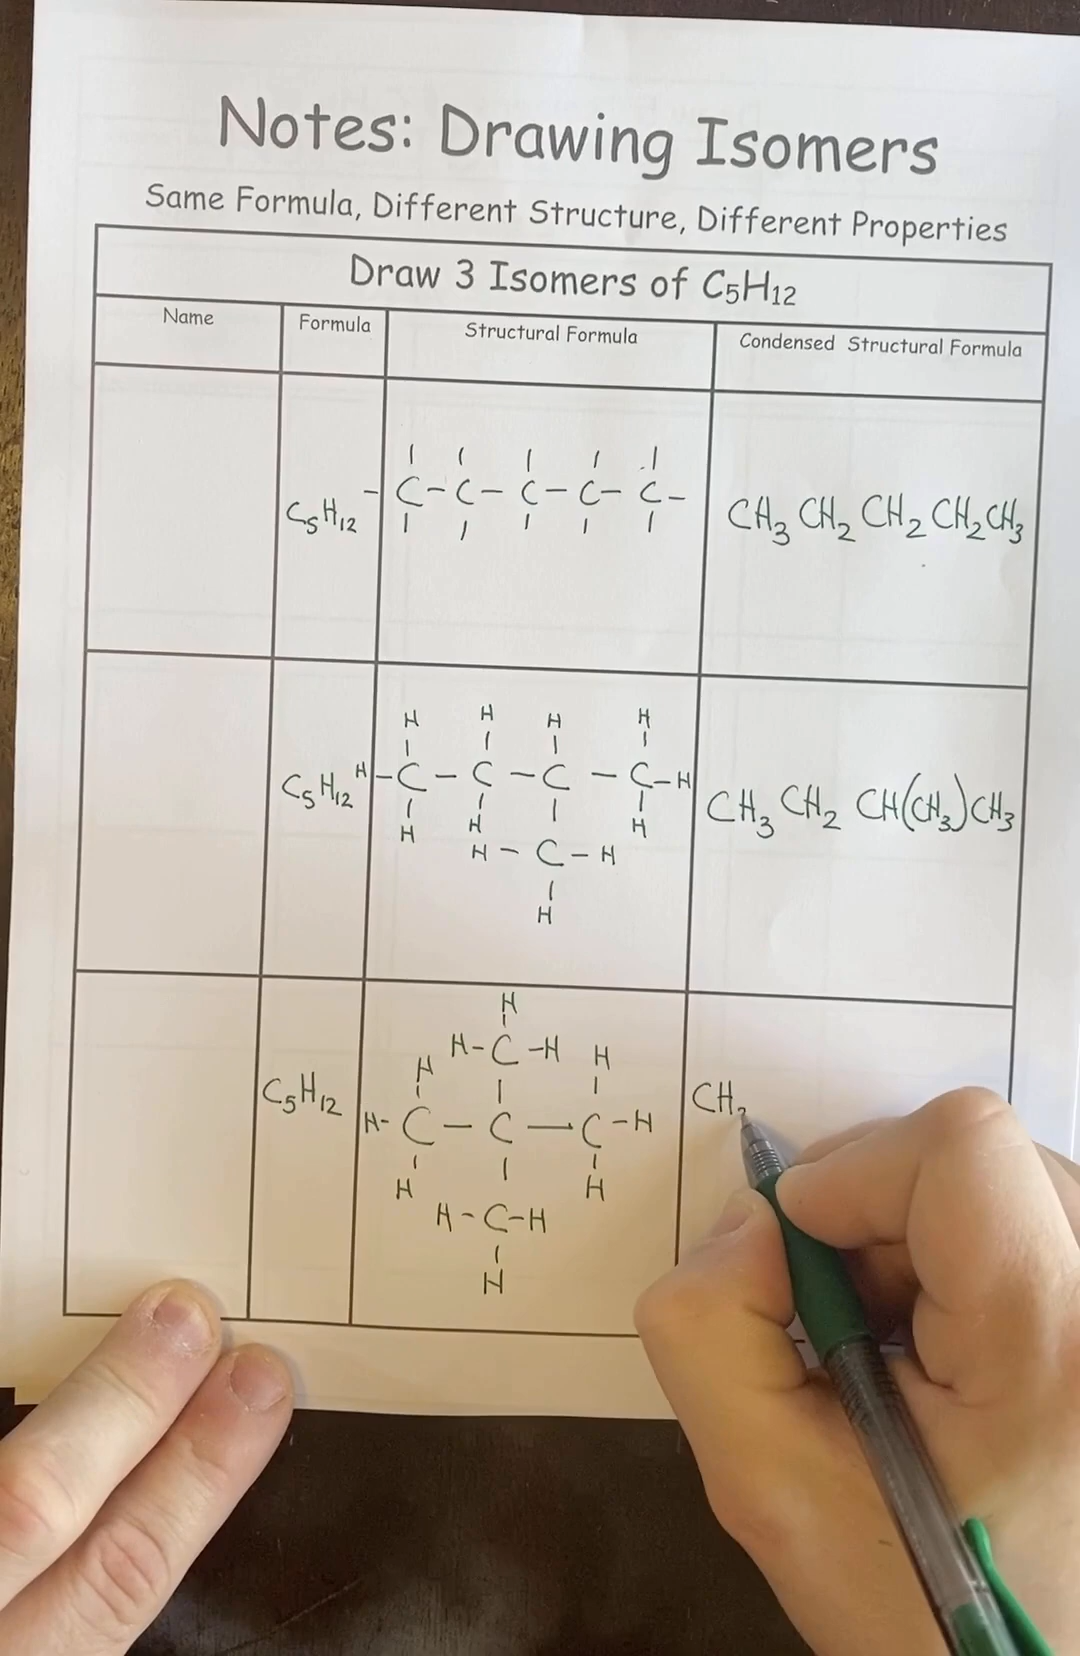 Notes: Drawing Isomers
Same Formula, Different Structure, Different Properties
Draw 3 Isomers of C5H12
Name Formula Structural Formula Condensed Structural Formula
C5H12 -C-C-C-C-C- CH3 CH2 CH2 CH2 CH3
H H H H
C5H12 H-C-C-C-C-H CH3 CH2 CH(CH3)CH3
H H H
H-C-H
H
H
H-C-H
H H
C5H12 H-C-C-C-H CH
H H
H-C-H
H